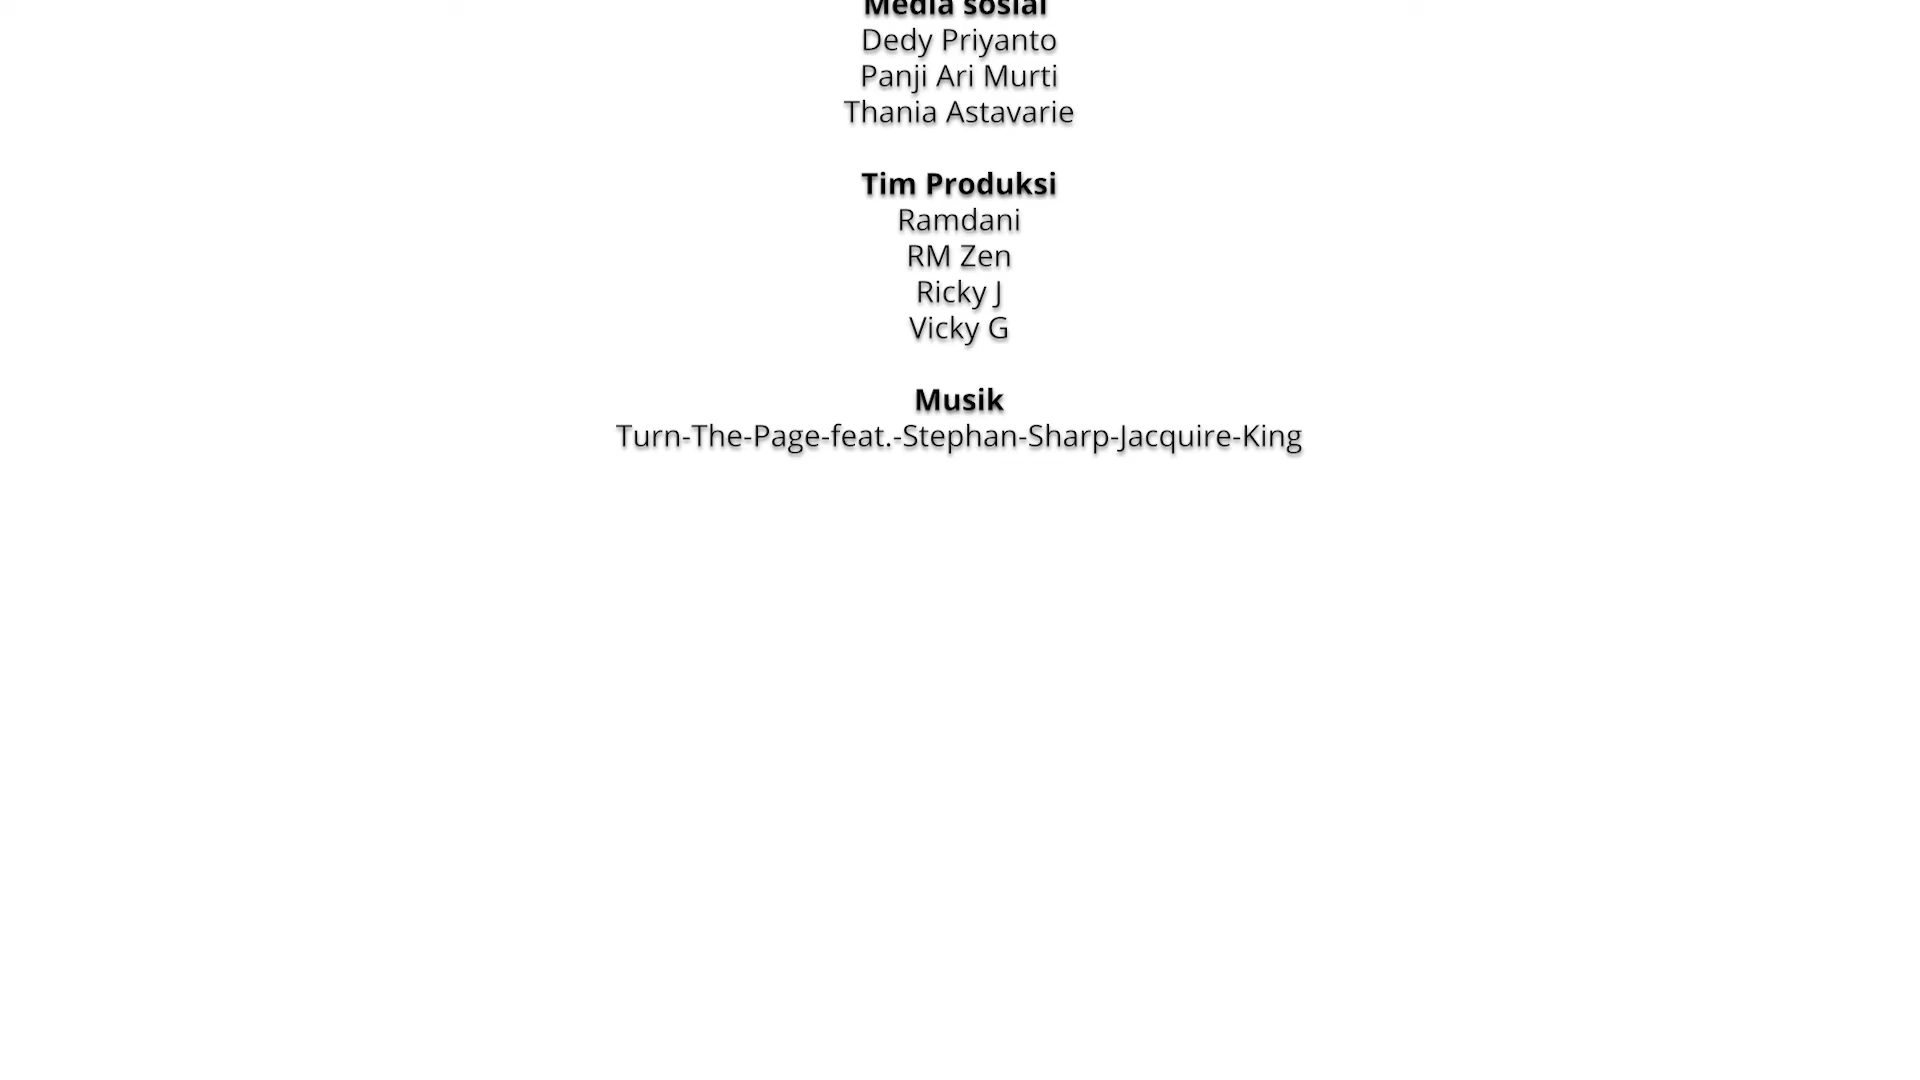 Media sosial
Dedy Priyanto
Panji Ari Murti
Thania Astavarie
Tim Produksi
Ramdani
RM Zen
Ricky J
Vicky G
Musik
Turn-The-Page-feat.-Stephan-Sharp-Jacquire-King